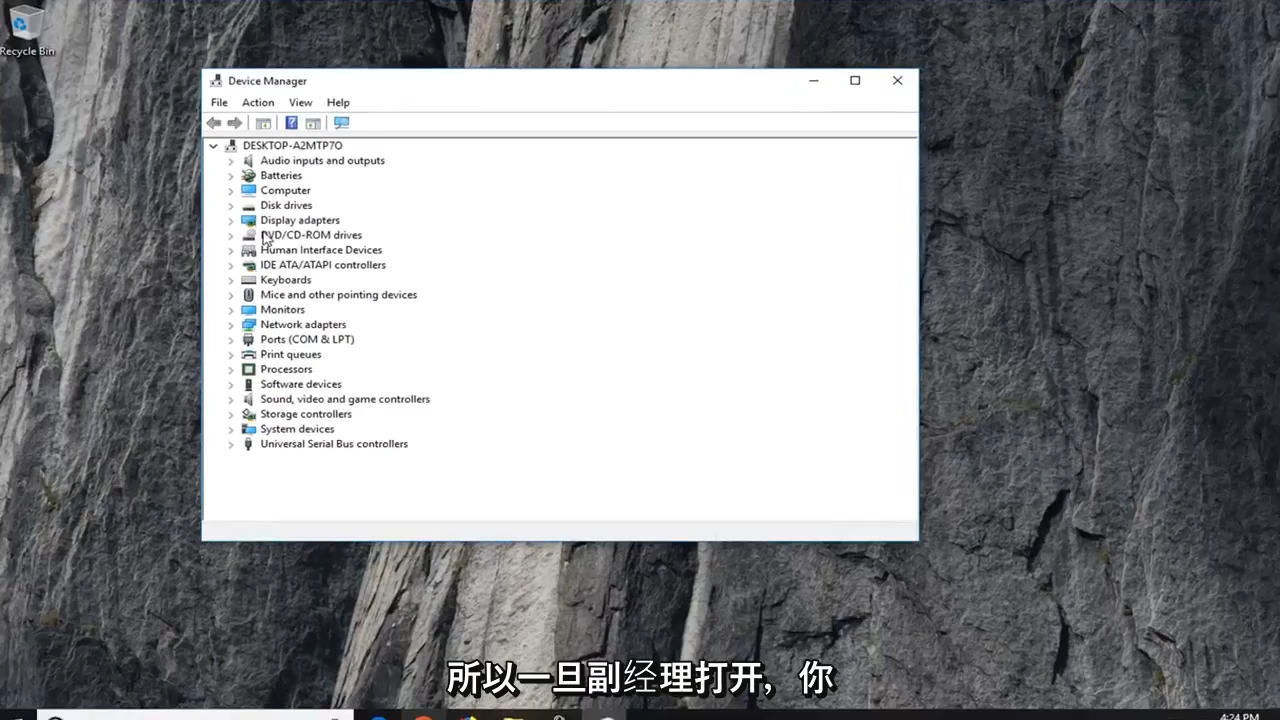 Recycle Bin
Device Manager
File Action View Help
DESKTOP-A2MTP7O
Audio inputs and outputs
Batteries
Computer
Disk drives
Display adapters
DVD/CD-ROM drives
Human Interface Devices
IDE ATA/ATAPI controllers
Keyboards
Mice and other pointing devices
Monitors
Network adapters
Ports (COM & LPT)
Print queues
Processors
Software devices
Sound, video and game controllers
Storage controllers
System devices
Universal Serial Bus controllers
所以一旦副经理打开，你
4:24 PM